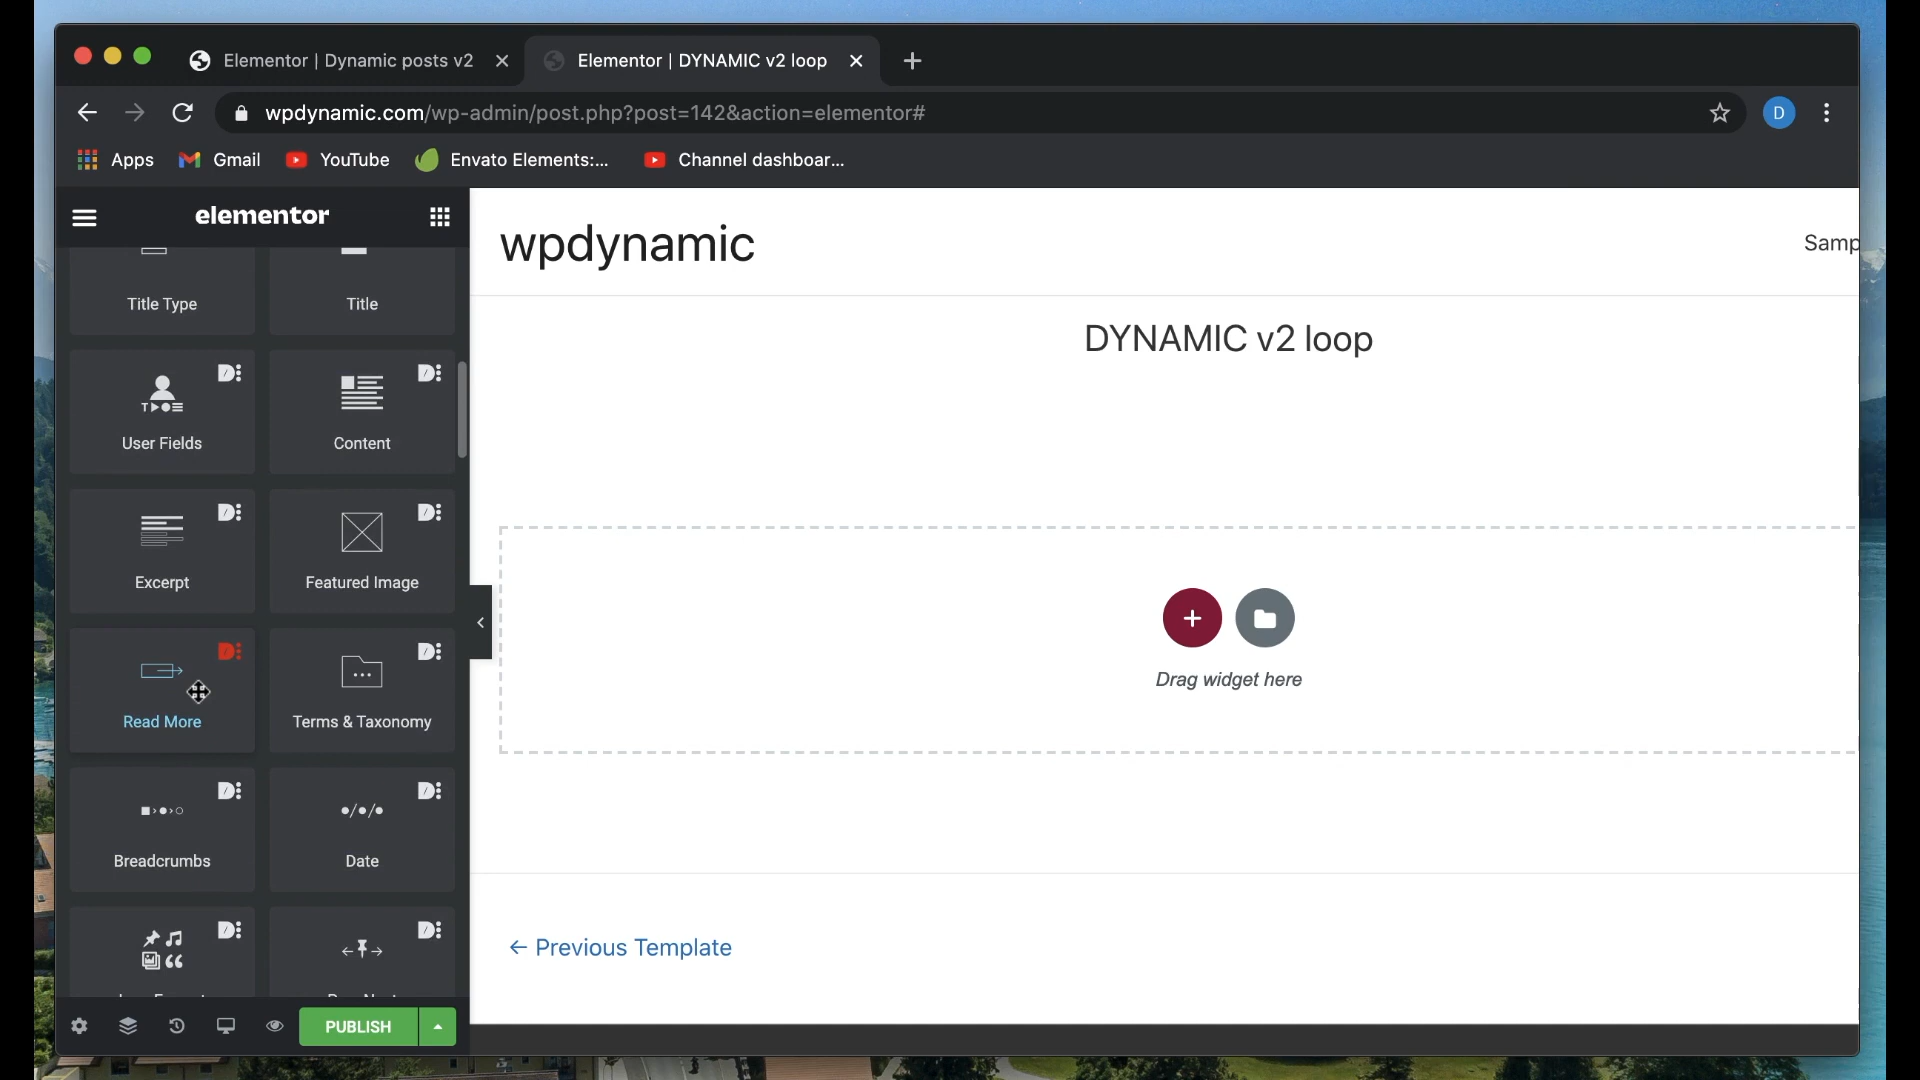 Elementor | Dynamic posts v2
Elementor | DYNAMIC v2 loop
wpdynamic.com/wp-admin/post.php?post=142&action=elementor#
D
Apps
Gmail
YouTube
Envato Elements:...
Channel dashboar...
elementor
wpdynamic
Samp
Title Type
Title
DYNAMIC v2 loop
User Fields
Content
Excerpt
Featured Image
Read More
Terms & Taxonomy
Drag widget here
Breadcrumbs
Date
← Previous Template
PUBLISH